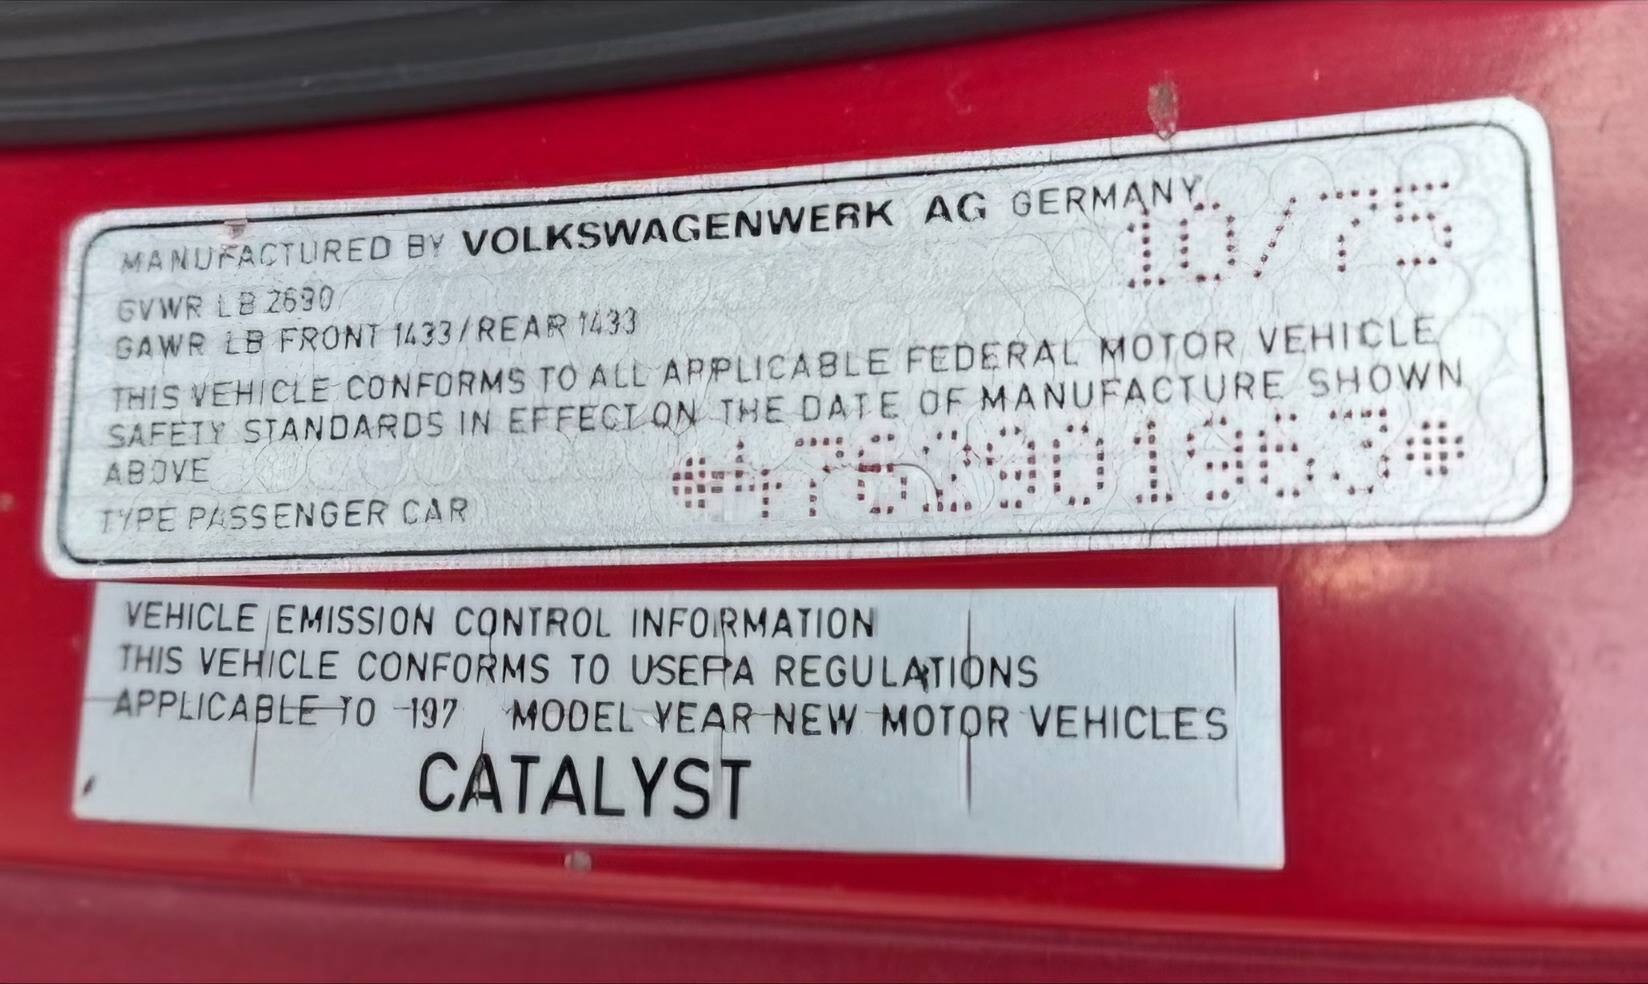 MANUFACTURED BY VOLKSWAGENWERK AG GERMANY 10/75
GVWR LB 2690
GAWR LB FRONT 1433/REAR 1433
THIS VEHICLE CONFORMS TO ALL APPLICABLE FEDERAL MOTOR VEHICLE
SAFETY STANDARDS IN EFFECT ON THE DATE OF MANUFACTURE SHOWN
ABOVE
TYPE PASSENGER CAR
VEHICLE EMISSION CONTROL INFORMATION
THIS VEHICLE CONFORMS TO USEPA REGULATIONS
APPLICABLE TO 197 MODEL YEAR NEW MOTOR VEHICLES
CATALYST